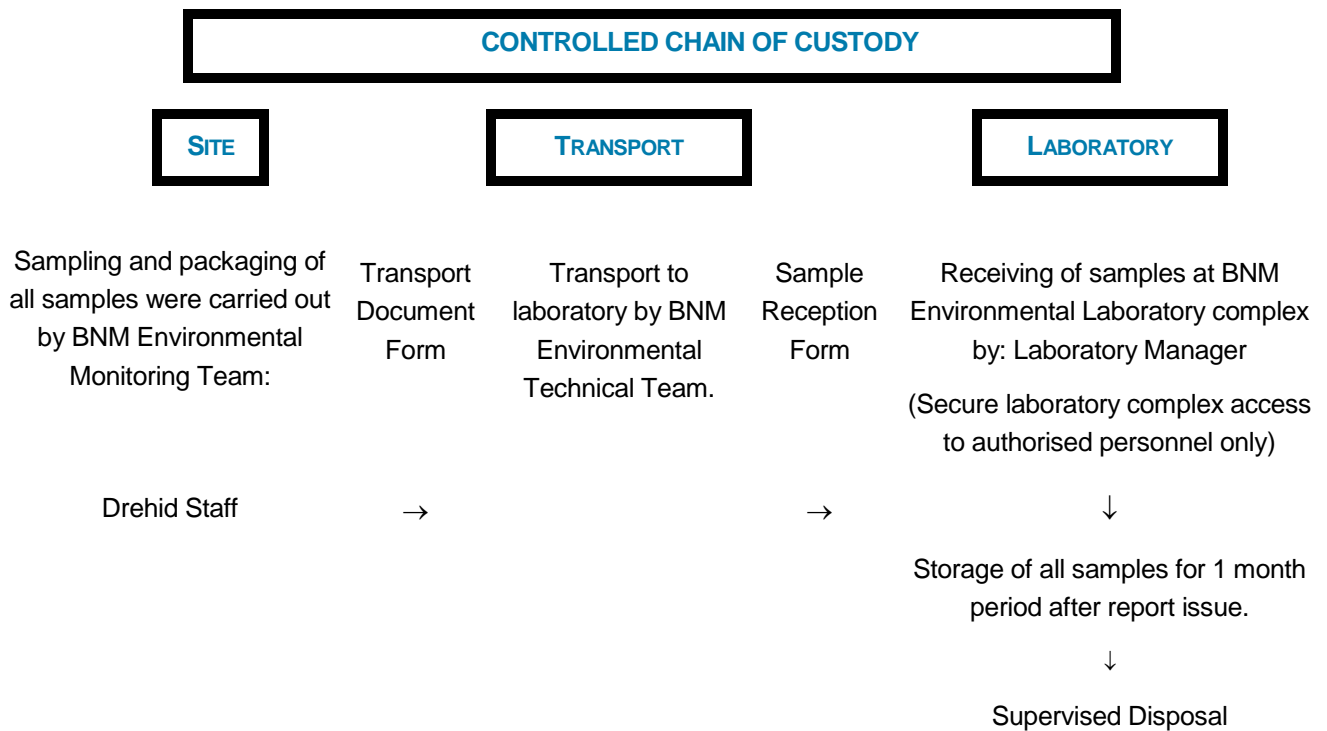 CONTROLLED CHAIN OF CUSTODY
SITE
TRANSPORT
LABORATORY
Sampling and packaging of
all samples were carried out
by BNM Environmental
Monitoring Team:
Drehid Staff
Transport
Document
Form
→
Transport to
laboratory by BNM
Environmental
Technical Team.
Sample
Reception
Form
→
Receiving of samples at BNM
Environmental Laboratory complex
by: Laboratory Manager
(Secure laboratory complex access
to authorised personnel only)
↓
Storage of all samples for 1 month
period after report issue.
↓
Supervised Disposal